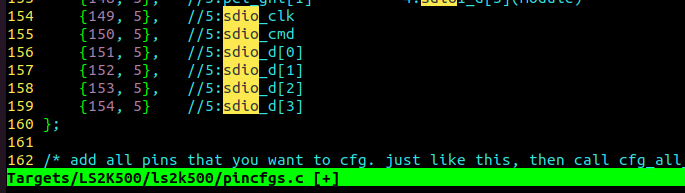 154     {149, 5},   //5:sdio_clk
155     {150, 5},   //5:sdio_cmd
156     {151, 5},   //5:sdio_d[0]
157     {152, 5},   //5:sdio_d[1]
158     {153, 5},   //5:sdio_d[2]
159     {154, 5},   //5:sdio_d[3]
160 };
161
162 /* add all pins that you want to cfg. just like this, then call cfg_all_
Targets/LS2K500/ls2k500/pincfgs.c [+]